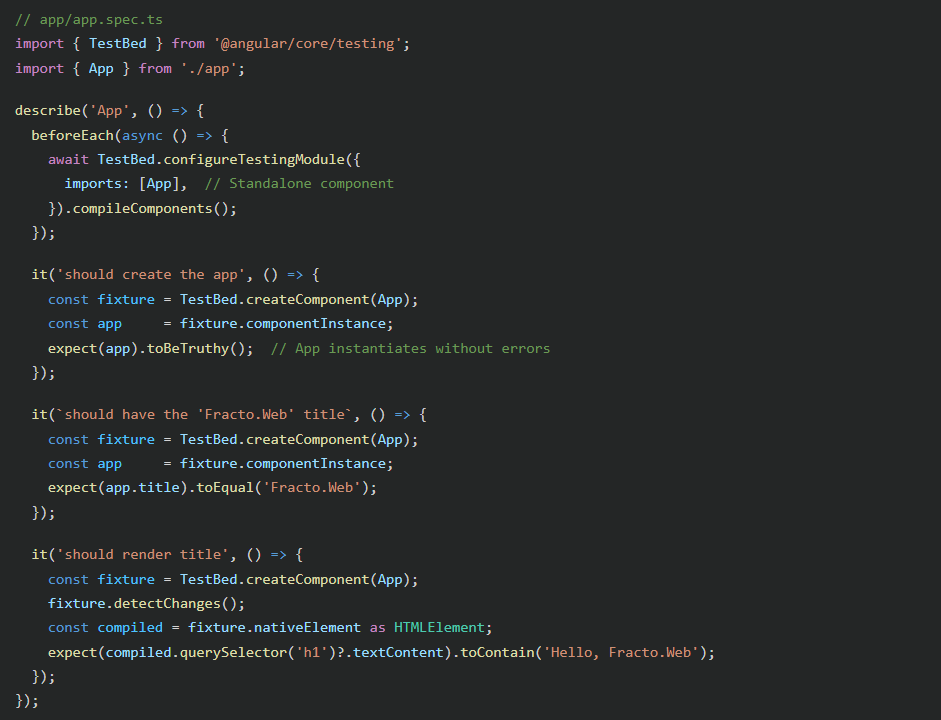 // app/app.spec.ts
import { TestBed } from '@angular/core/testing';
import { App } from './app';

describe('App', () => {
  beforeEach(async () => {
    await TestBed.configureTestingModule({
      imports: [App],  // Standalone component
    }).compileComponents();
  });

  it('should create the app', () => {
    const fixture = TestBed.createComponent(App);
    const app     = fixture.componentInstance;
    expect(app).toBeTruthy();  // App instantiates without errors
  });

  it(`should have the 'Fracto.Web' title`, () => {
    const fixture = TestBed.createComponent(App);
    const app     = fixture.componentInstance;
    expect(app.title).toEqual('Fracto.Web');
  });

  it('should render title', () => {
    const fixture = TestBed.createComponent(App);
    fixture.detectChanges();
    const compiled = fixture.nativeElement as HTMLElement;
    expect(compiled.querySelector('h1')?.textContent).toContain('Hello, Fracto.Web');
  });
});